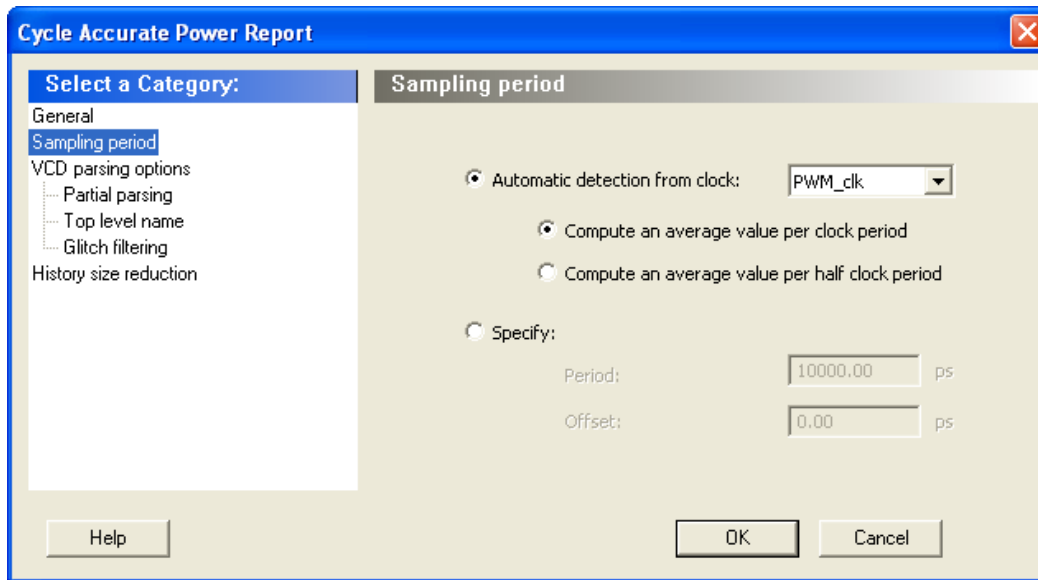 Cycle Accurate Power Report
Select a Category:
General
Sampling period
VCD parsing options
Partial parsing
Top level name
Glitch filtering
History size reduction
Sampling period
Automatic detection from clock: PWM_clk
Compute an average value per clock period
Compute an average value per half clock period
Specify:
Period: 10000.00 ps
Offset: 0.00 ps
Help OK Cancel